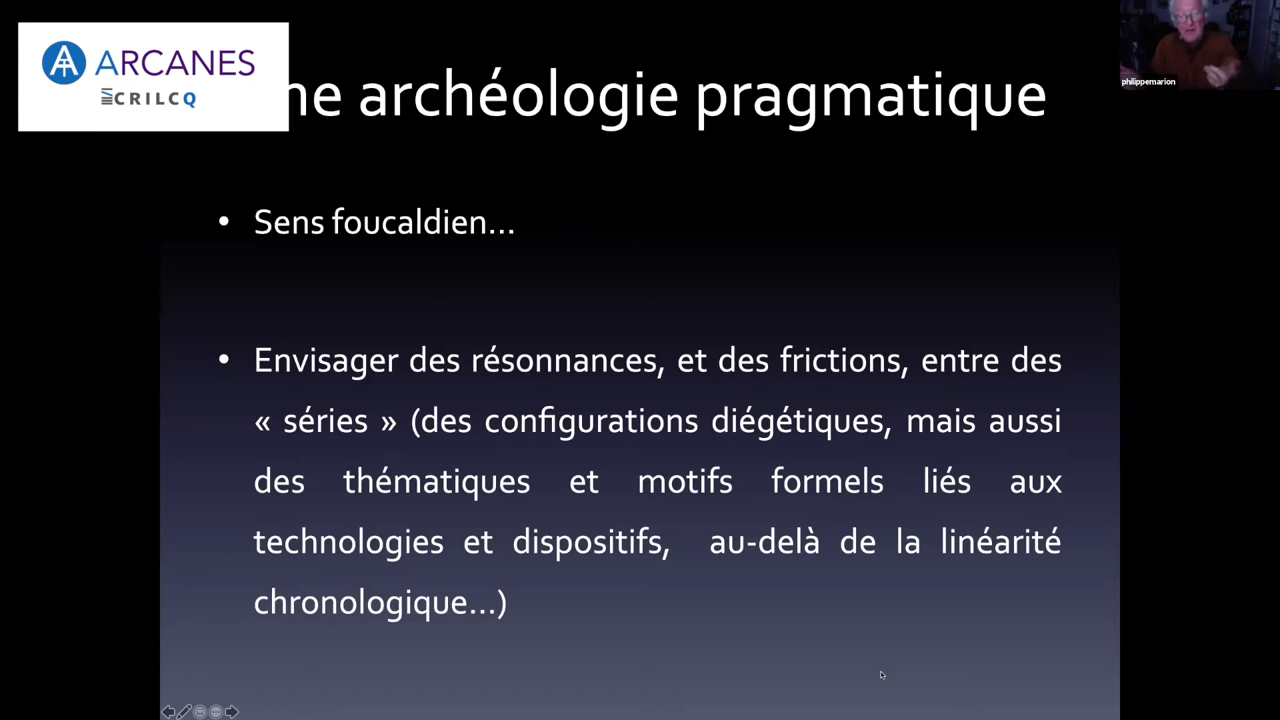 ARCANES
CRILCQ
ne archéologie pragmatique
philippemarion
• Sens foucaldien...
• Envisager des résonnances, et des frictions, entre des
« séries » (des configurations diégétiques, mais aussi
des thématiques et motifs formels liés aux
technologies et dispositifs, au-delà de la linéarité
chronologique...)